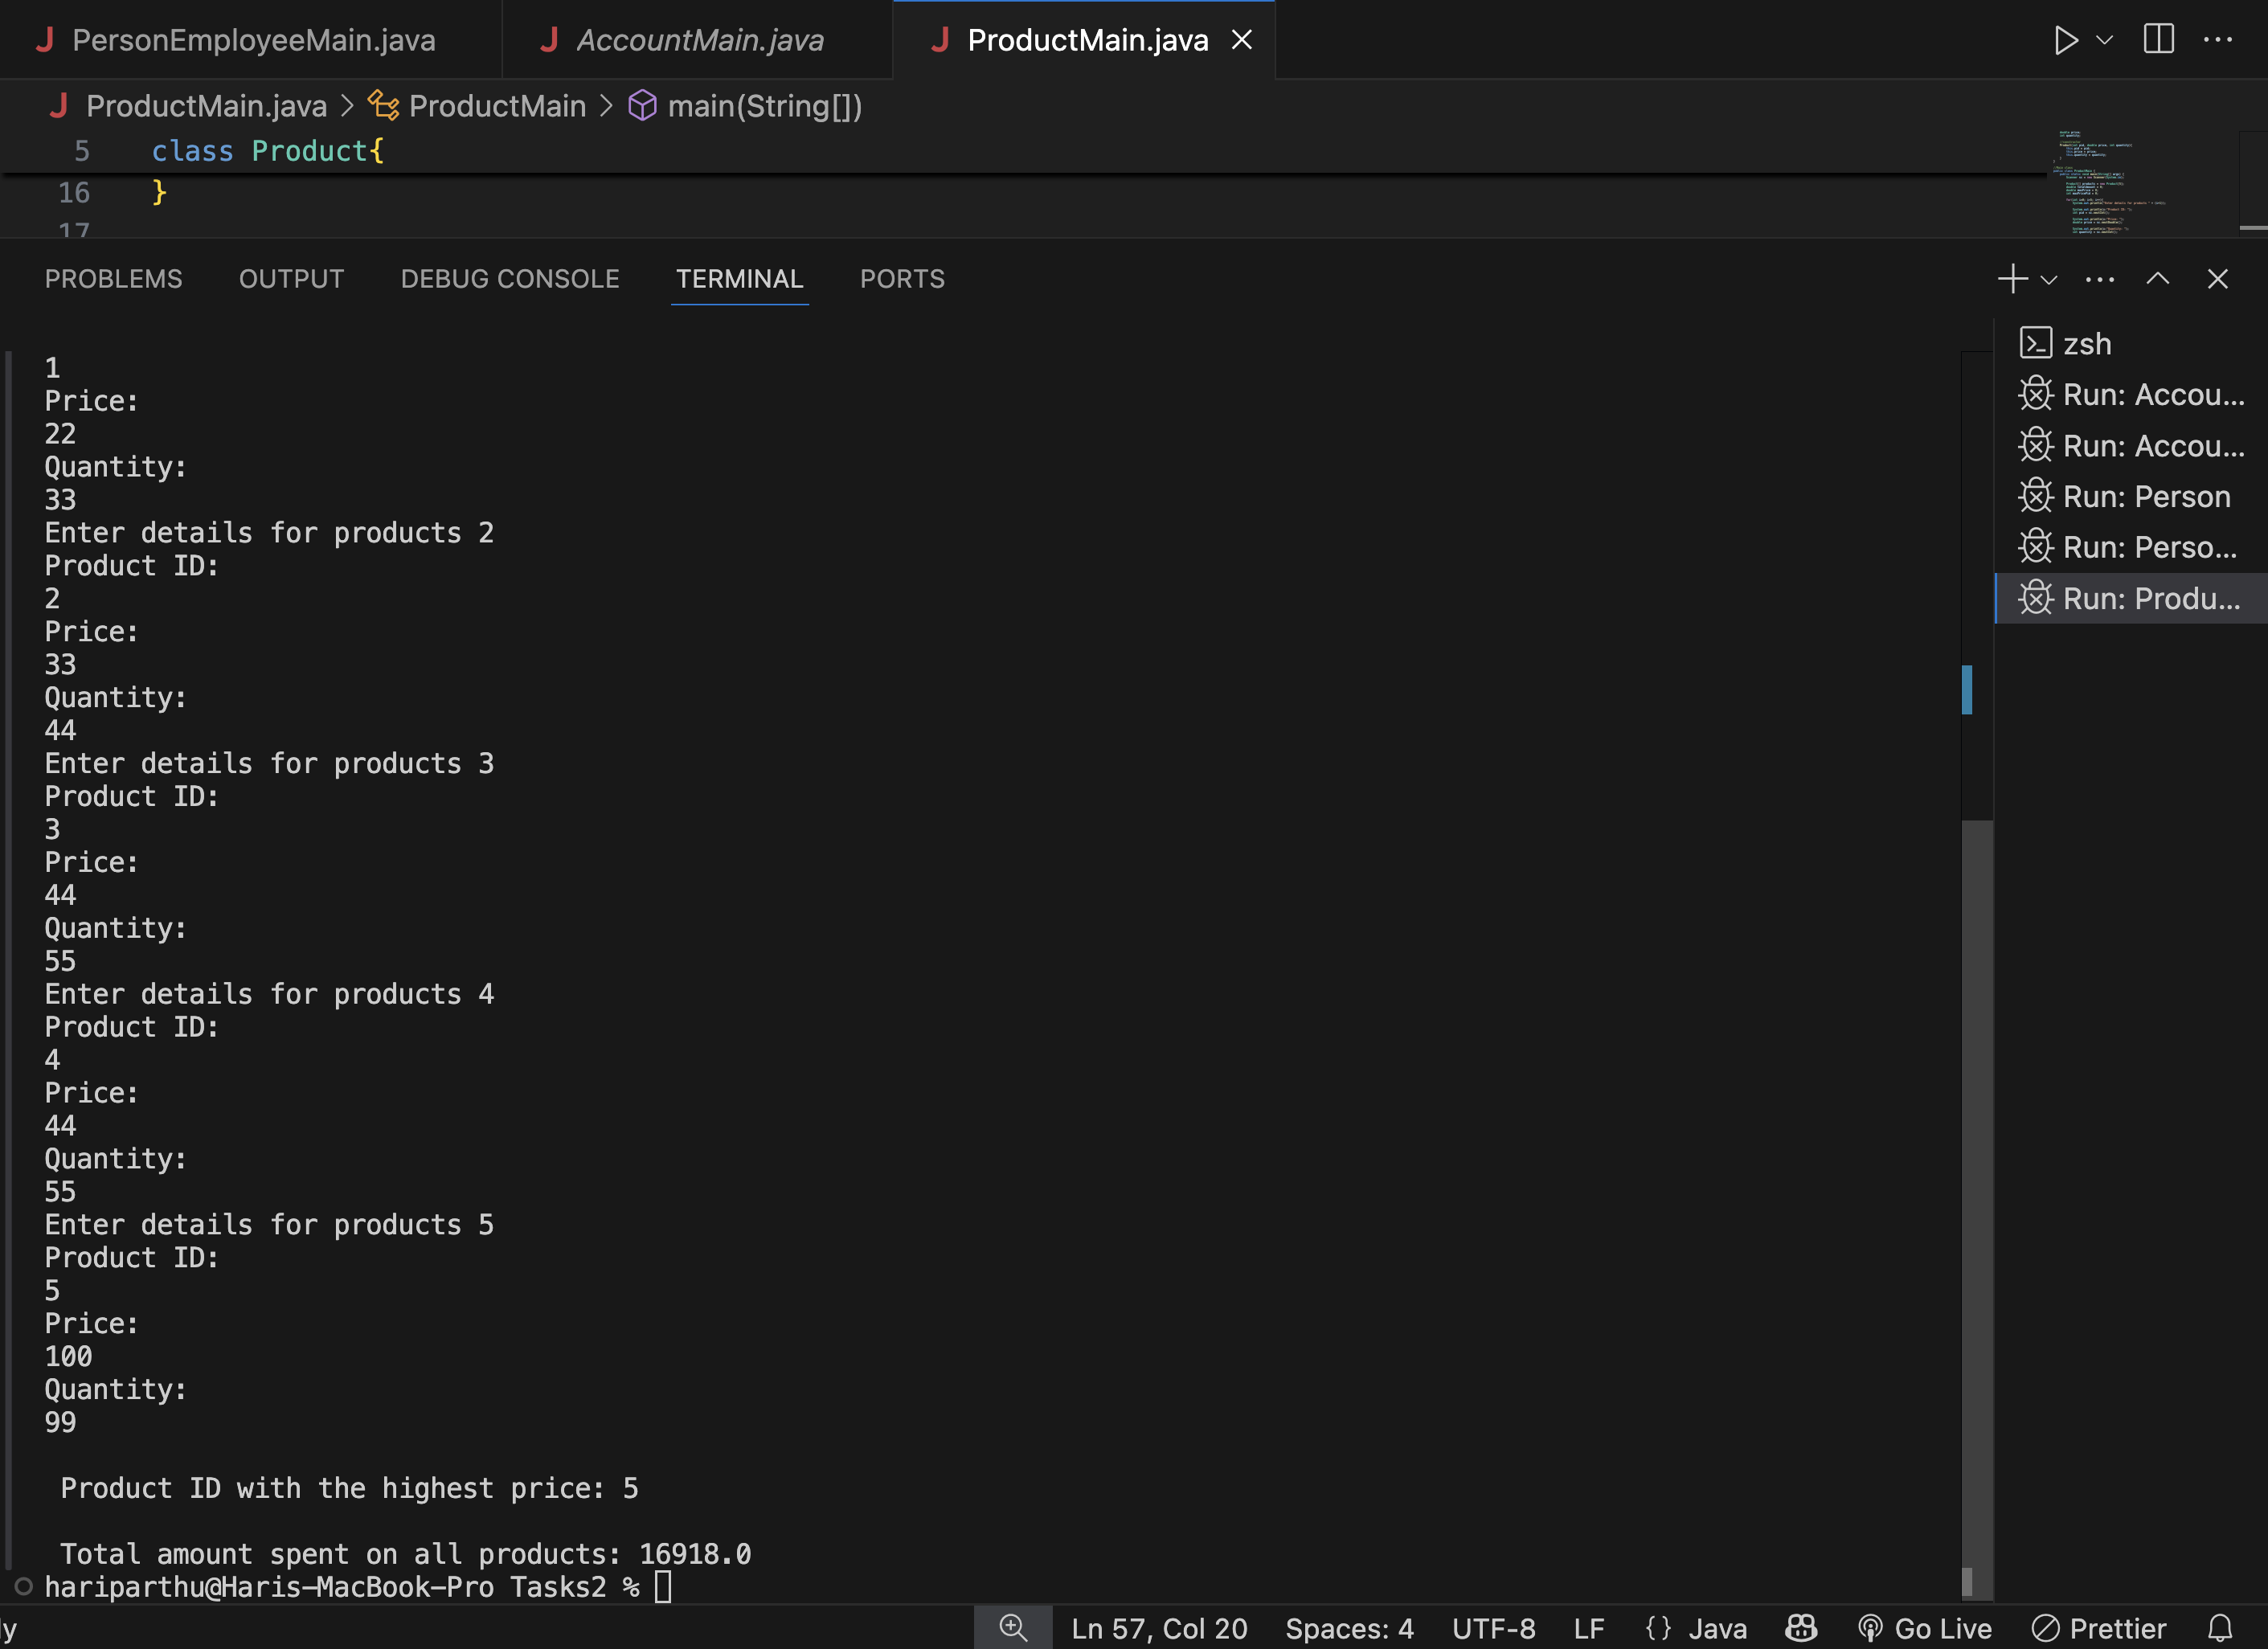 PersonEmployeeMain.java
AccountMain.java
ProductMain.java
ProductMain.java > ProductMain > main(String[])
5 class Product{
16 }
17
PROBLEMS OUTPUT DEBUG CONSOLE TERMINAL PORTS
1
Price:
22
Quantity:
33
Enter details for products 2
Product ID:
2
Price:
33
Quantity:
44
Enter details for products 3
Product ID:
3
Price:
44
Quantity:
55
Enter details for products 4
Product ID:
4
Price:
44
Quantity:
55
Enter details for products 5
Product ID:
5
Price:
100
Quantity:
99
Product ID with the highest price: 5
Total amount spent on all products: 16918.0
hariparthu@Haris-MacBook-Pro Tasks2 %
zsh
Run: Accou...
Run: Accou...
Run: Person
Run: Perso...
Run: Produ...
Ln 57, Col 20 Spaces: 4 UTF-8 LF {} Java Go Live Prettier